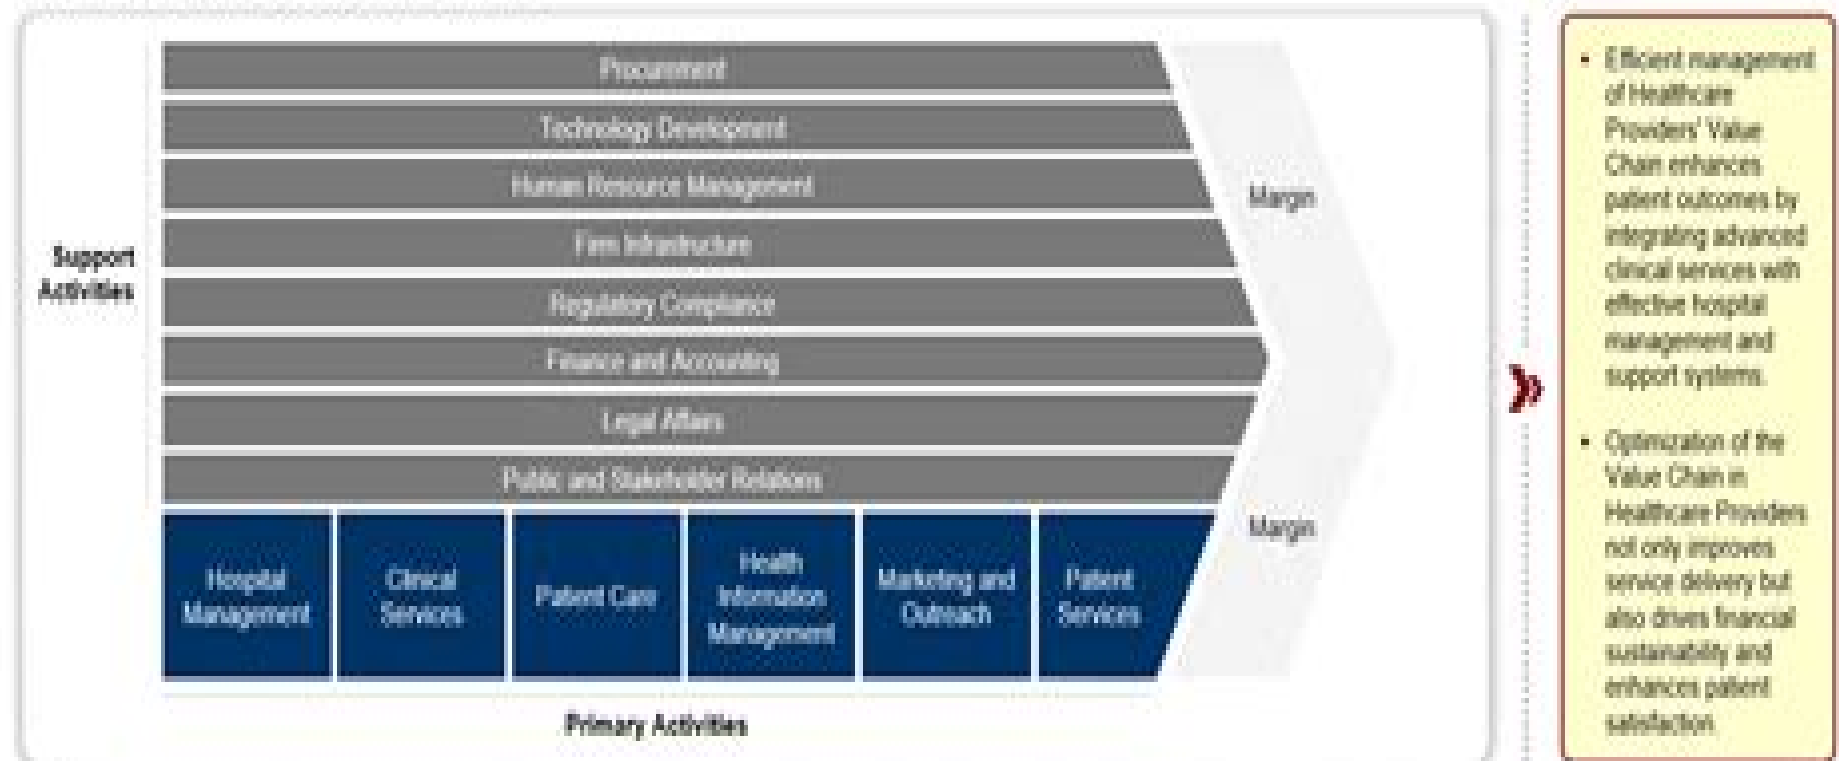 Procurement
Technology Development
Human Resource Management
Firm Infrastructure
Regulatory Compliance
Finance and Accounting
Legal Affairs
Public and Stakeholder Relations
Support
Activities
Margin
Margin
Hospital
Management
Clinical
Services
Patient Care
Health
Information
Management
Marketing and
Outreach
Patient
Services
Primary Activities
• Efficient management
of Healthcare
Providers' Value
Chain enhances
patient outcomes by
integrating advanced
clinical services with
effective hospital
management and
support systems.
• Optimization of the
Value Chain in
Healthcare Providers
not only improves
service delivery but
also drives financial
sustainability and
enhances patient
satisfaction.